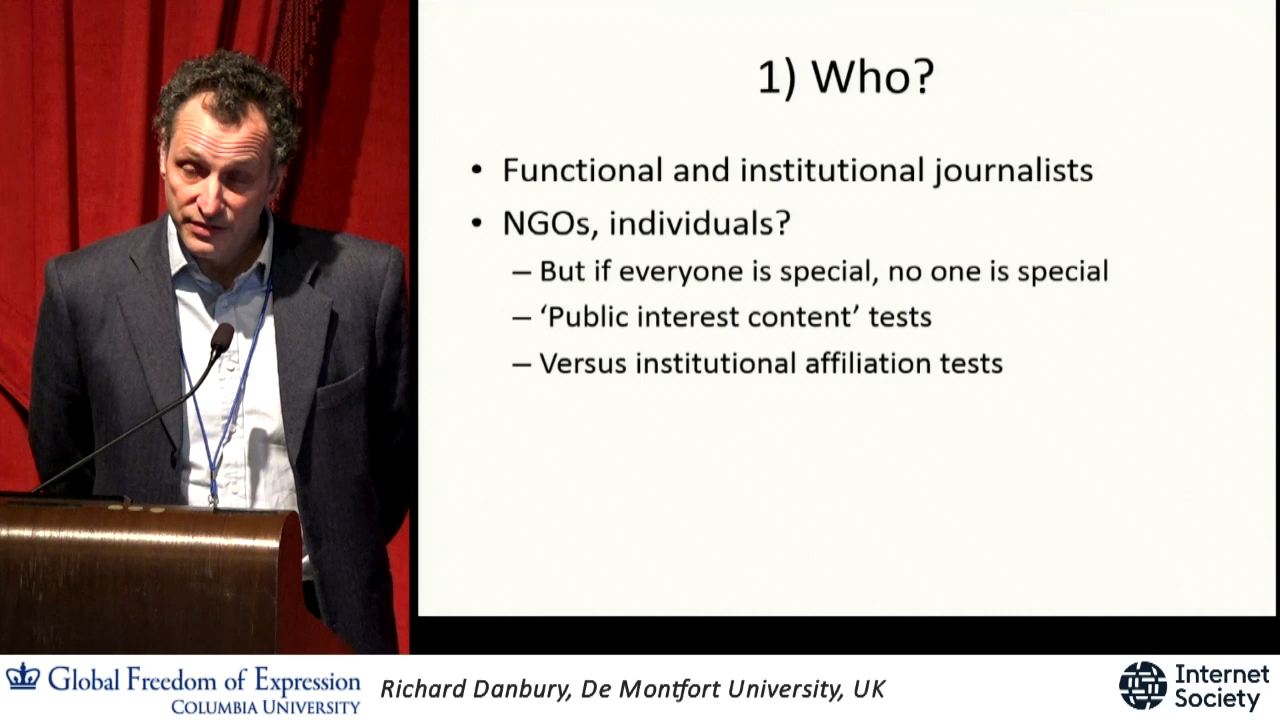 1) Who?
• Functional and institutional journalists
• NGOs, individuals?
– But if everyone is special, no one is special
– ‘Public interest content’ tests
– Versus institutional affiliation tests
Global Freedom of Expression
COLUMBIA UNIVERSITY
Richard Danbury, De Montfort University, UK
Internet
Society